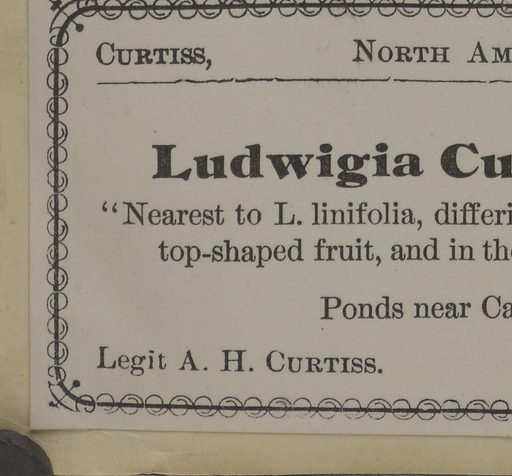 Curtiss, North Am
Ludwigia Cu
“Nearest to L. linifolia, differi
top-shaped fruit, and in the
Ponds near Ca
Legit A. H. Curtiss.